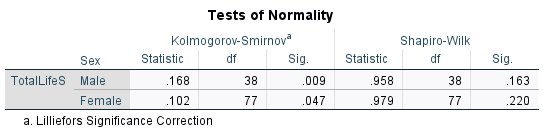 Tests of Normality
Kolmogorov-Smirnovᵃ Shapiro-Wilk
Sex Statistic df Sig. Statistic df Sig.
TotalLifeS Male .168 38 .009 .958 38 .163
Female .102 77 .047 .979 77 .220
a. Lilliefors Significance Correction